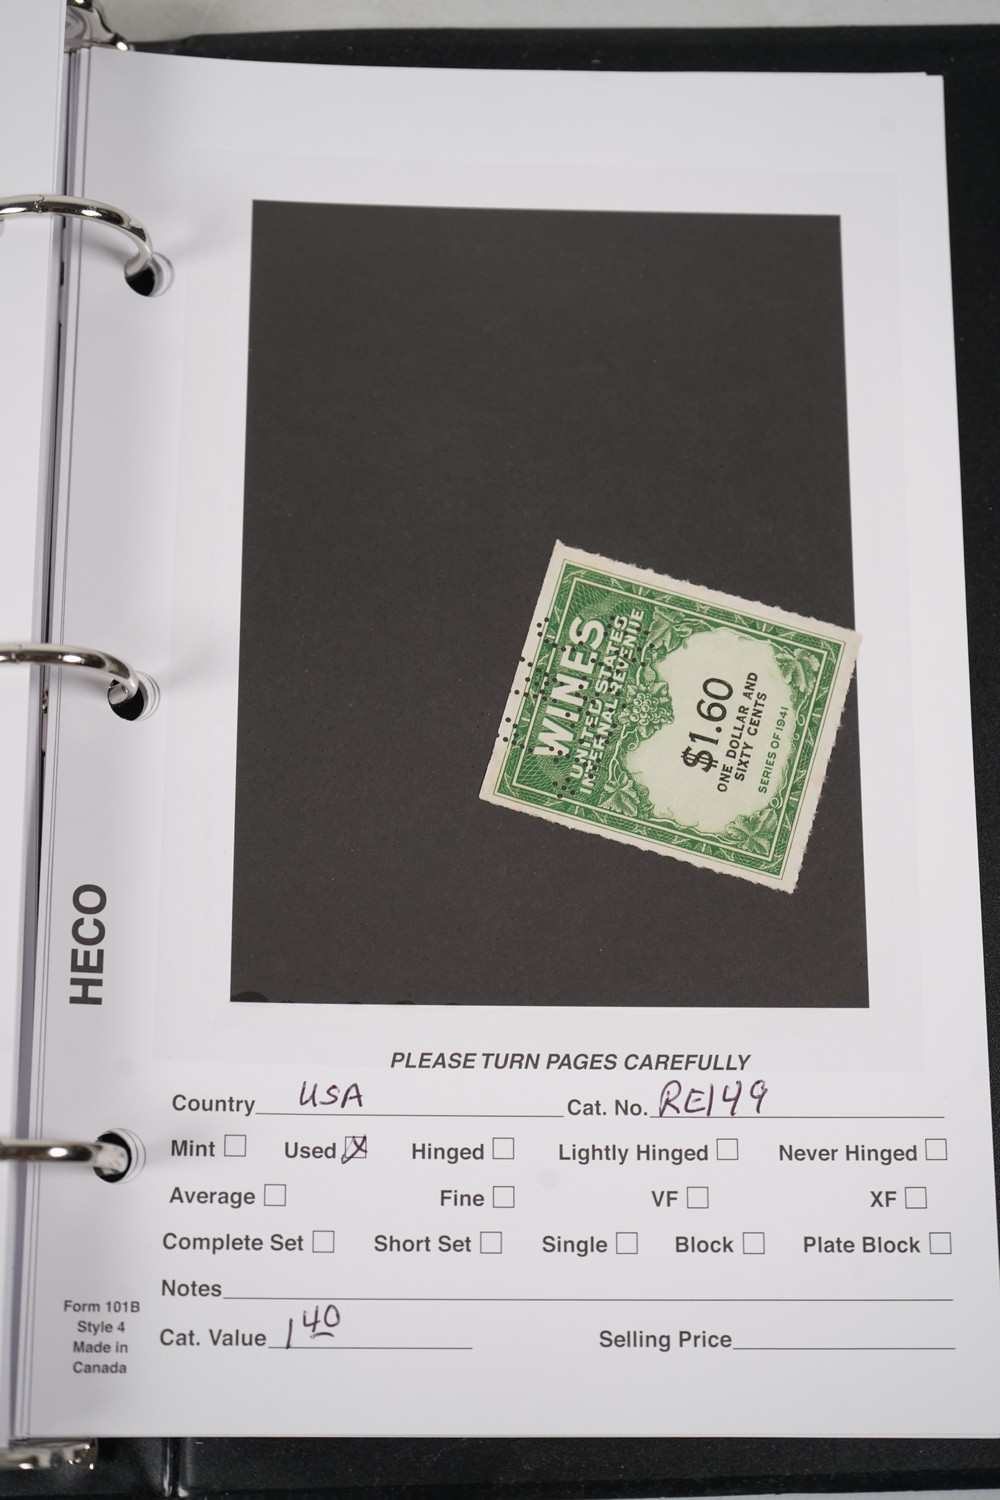 WINES
UNITED STATES
INTERNAL REVENUE
$1.60
ONE DOLLAR AND
SIXTY CENTS
SERIES OF 1941
HECO
PLEASE TURN PAGES CAREFULLY
Country USA Cat. No. RE149
Mint Used X Hinged Lightly Hinged Never Hinged
Average Fine VF XF
Complete Set Short Set Single Block Plate Block
Notes
Cat. Value 1 40 Selling Price
Form 101B
Style 4
Made in
Canada